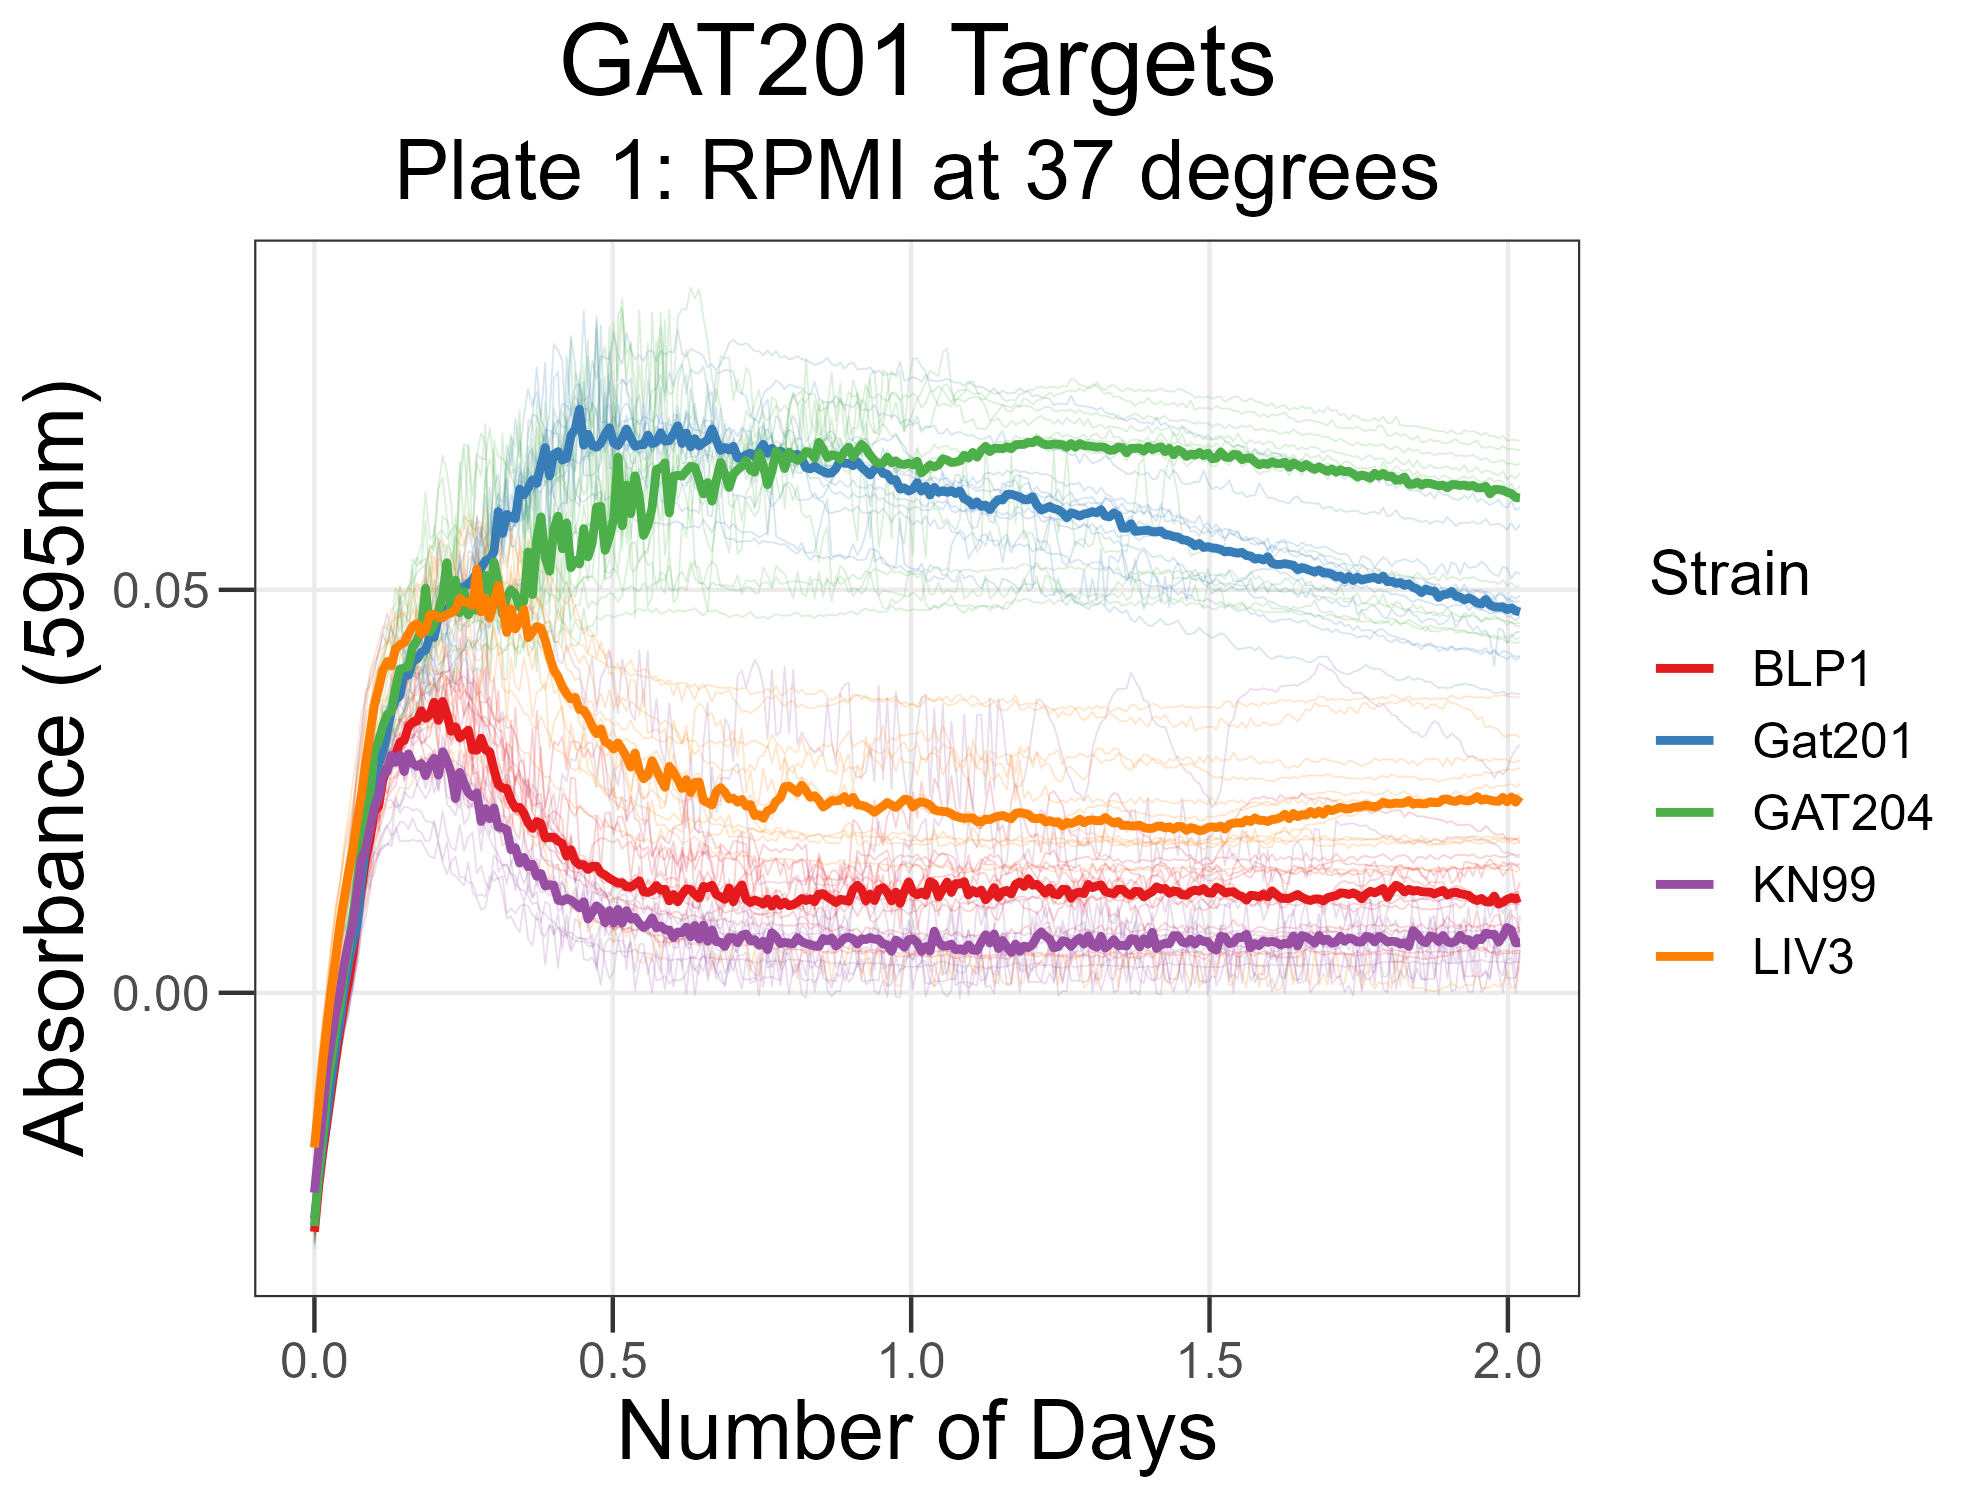 GAT201 Targets
Plate 1: RPMI at 37 degrees
Absorbance (595nm)
0.05
0.00
0.0 0.5 1.0 1.5 2.0
Number of Days
Strain
BLP1
Gat201
GAT204
KN99
LIV3